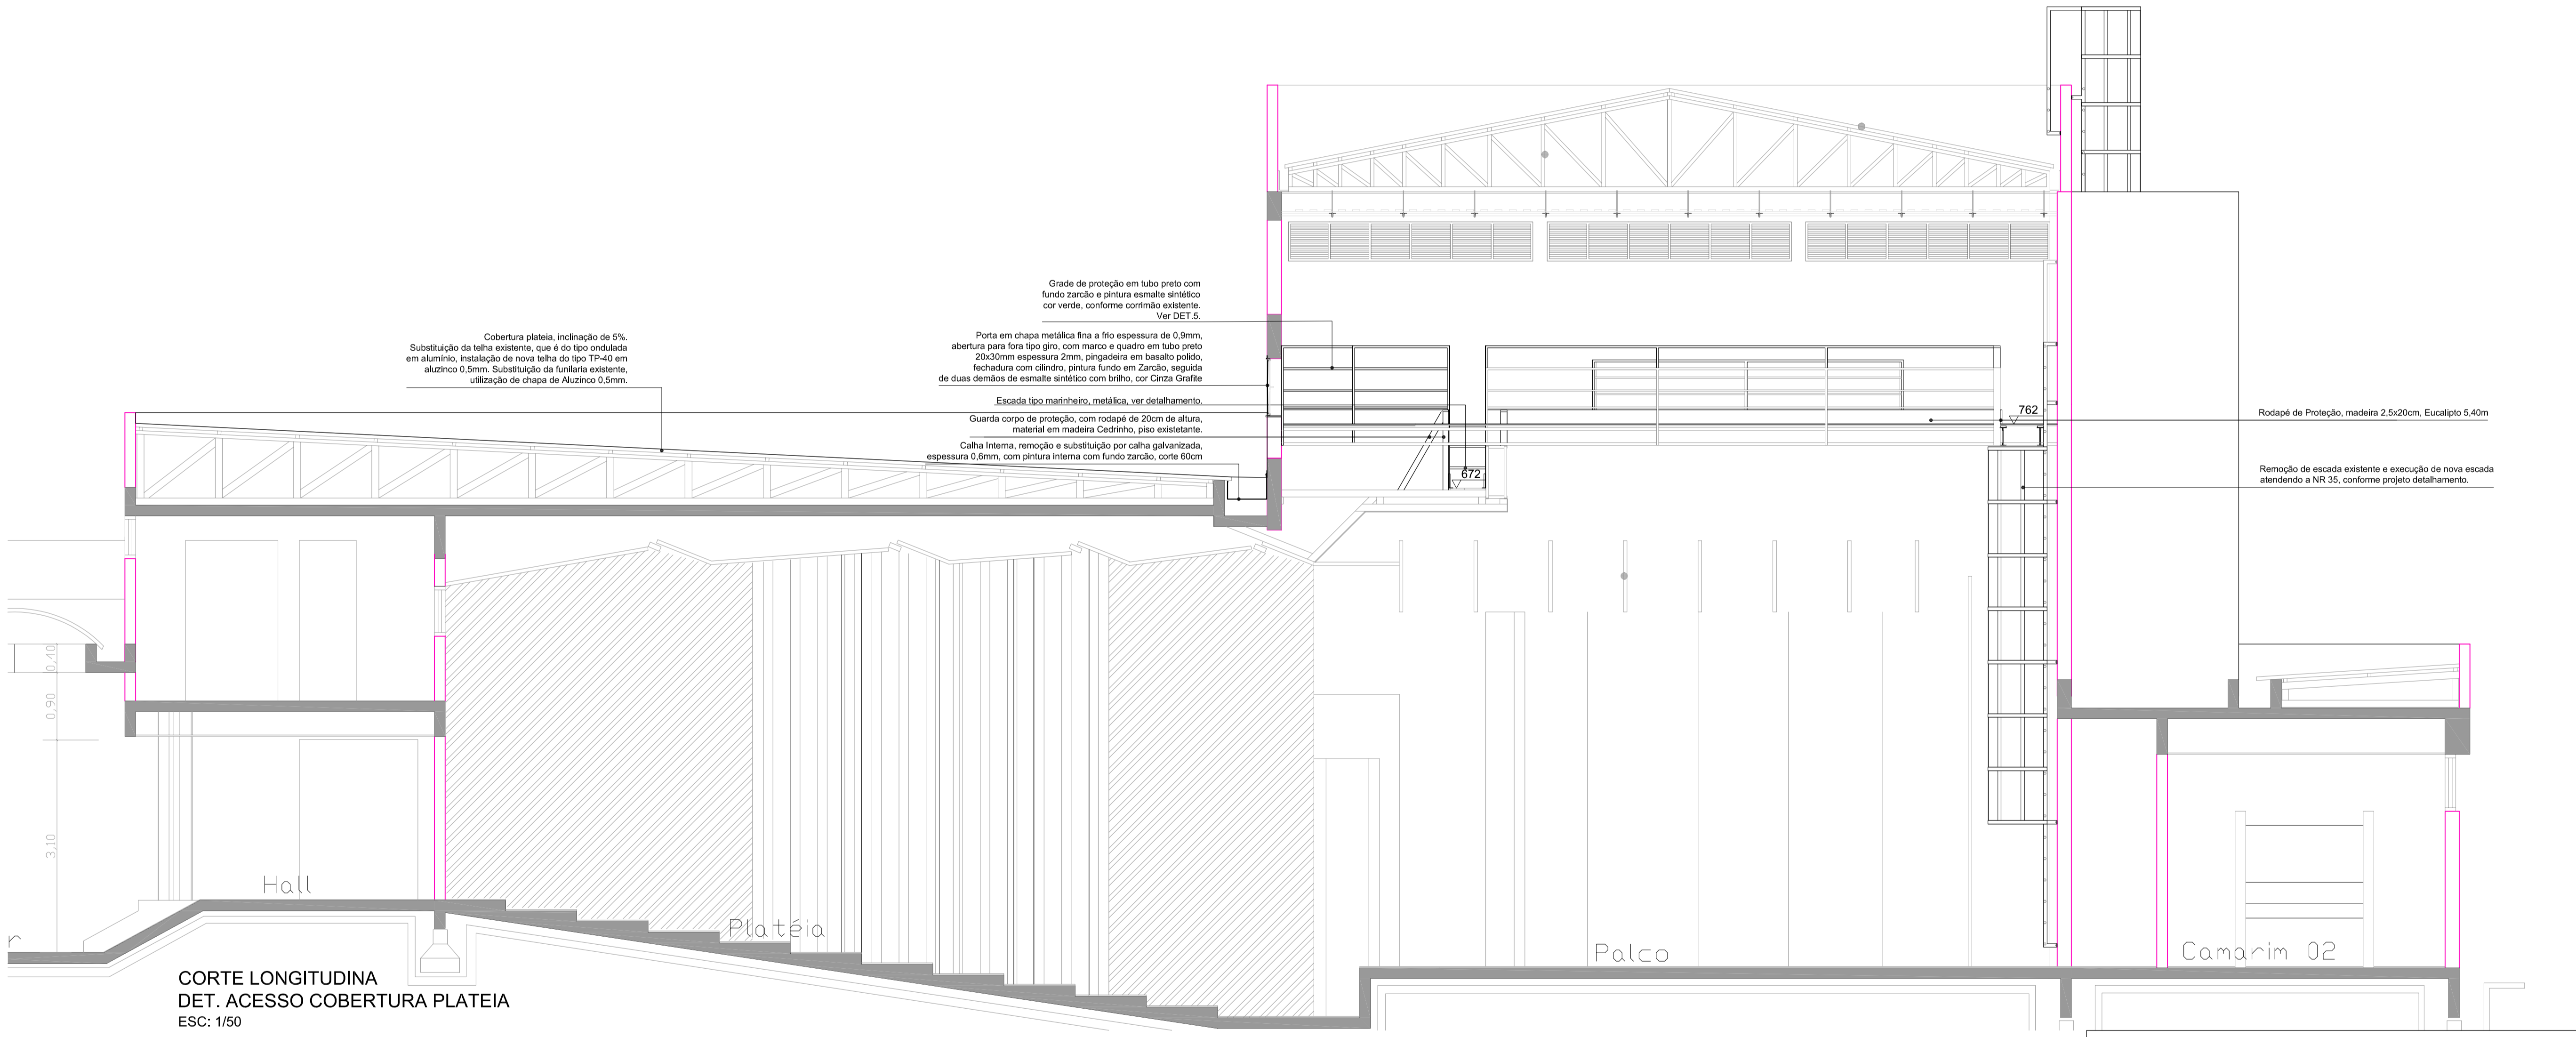 Grade de proteção em tubo preto com
fundo zarcão e pintura esmalte sintético
cor verde, conforme corrimão existente.
Ver DET.5.
Cobertura plateia, inclinação de 5%.
Substituição da telha existente, que é do tipo ondulada
em alumínio, instalação de nova telha do tipo TP-40 em
aluzinco 0,5mm. Substituição da funilaria existente,
utilização de chapa de Aluzinco 0,5mm.
Porta em chapa metálica fina a frio espessura de 0,9mm,
abertura para fora tipo giro, com marco e quadro em tubo preto
20x30mm espessura 2mm, pingadeira em basalto polido,
fechadura com cilindro, pintura fundo em Zarcão, seguida
de duas demãos de esmalte sintético com brilho, cor Cinza Grafite
Escada tipo marinheiro, metálica, ver detalhamento.
Guarda corpo de proteção, com rodapé de 20cm de altura,
material em madeira Cedrinho, piso existetante.
Calha Interna, remoção e substituição por calha galvanizada,
espessura 0,6mm, com pintura interna com fundo zarcão, corte 60cm
762
672
Rodapé de Proteção, madeira 2,5x20cm, Eucalipto 5,40m
Remoção de escada existente e execução de nova escada
atendendo a NR 35, conforme projeto detalhamento.
0,40
0,90
3,10
Hall
Platéia
Palco
Camarim 02
r
CORTE LONGITUDINA
DET. ACESSO COBERTURA PLATEIA
ESC: 1/50